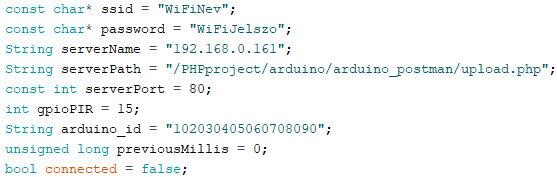 const char* ssid = "WiFiNev";
const char* password = "WiFiJelszo";
String serverName = "192.168.0.161";
String serverPath = "/PHPproject/arduino/arduino_postman/upload.php";
const int serverPort = 80;
int gpioPIR = 15;
String arduino_id = "102030405060708090";
unsigned long previousMillis = 0;
bool connected = false;